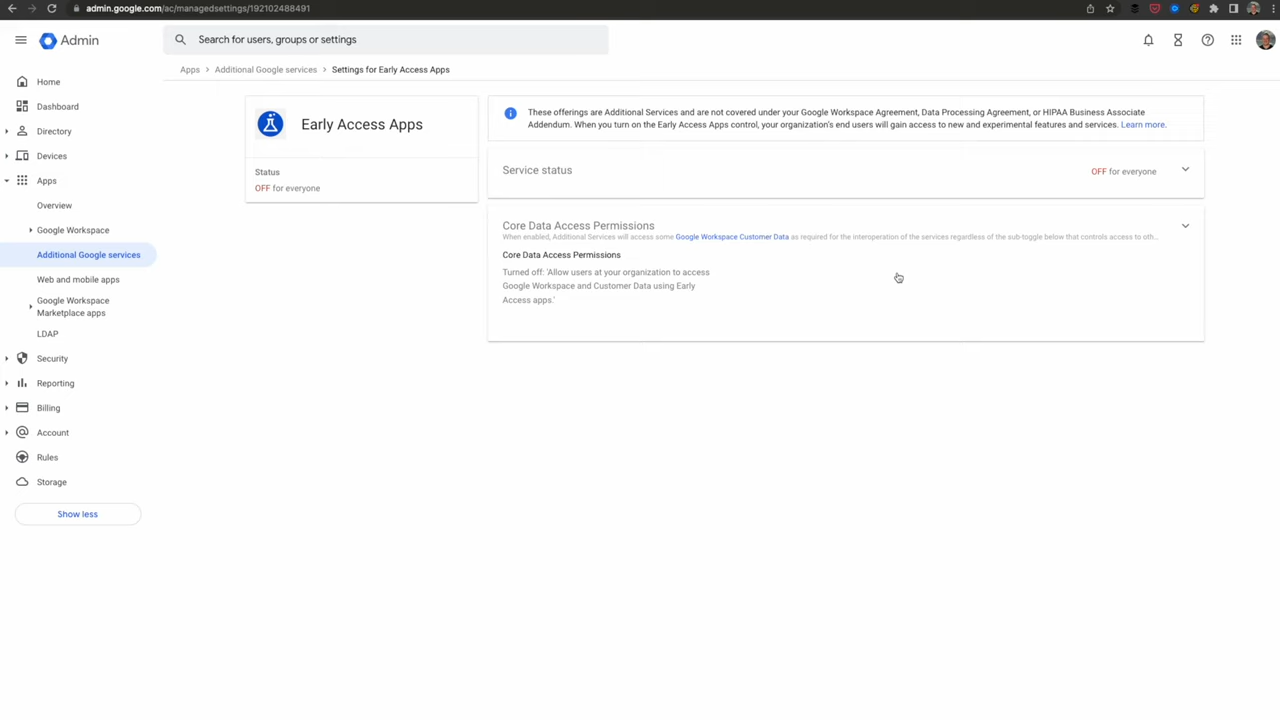 admin.google.com/ac/managedsettings/192102488491
Admin
Search for users, groups or settings
Home
Dashboard
Directory
Devices
Apps
Overview
Google Workspace
Additional Google services
Web and mobile apps
Google Workspace
Marketplace apps
LDAP
Security
Reporting
Billing
Account
Rules
Storage
Show less
Apps > Additional Google services > Settings for Early Access Apps
Early Access Apps
Status
OFF for everyone
These offerings are Additional Services and are not covered under your Google Workspace Agreement, Data Processing Agreement, or HIPAA Business Associate
Addendum. When you turn on the Early Access Apps control, your organization's end users will gain access to new and experimental features and services. Learn more.
Service status
OFF for everyone
Core Data Access Permissions
When enabled, Additional Services will access some Google Workspace Customer Data as required for the interoperation of the services regardless of the sub-toggle below that controls access to oth...
Core Data Access Permissions
Turned off: 'Allow users at your organization to access
Google Workspace and Customer Data using Early
Access apps.'